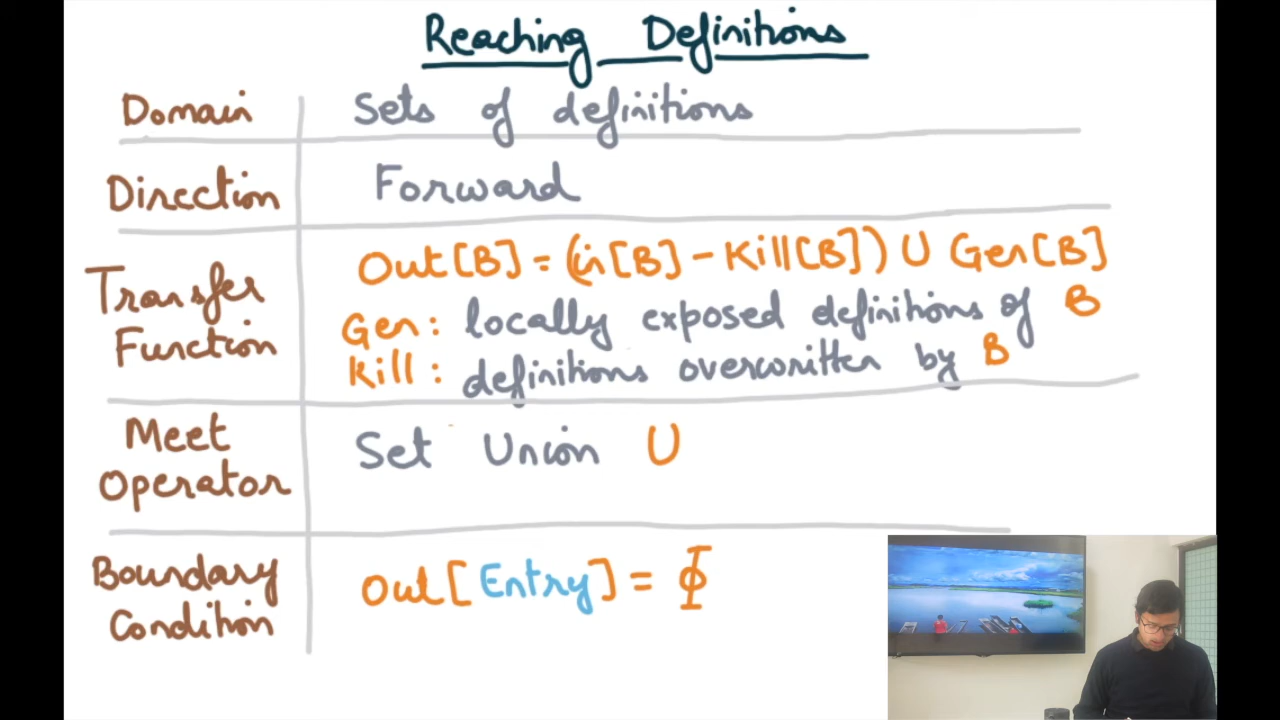 Reaching Definitions
Domain Sets of definitions
Direction Forward
Transfer Function
Out[B] = (in[B] - Kill[B]) ∪ Gen[B]
Gen: locally exposed definitions of B
Kill: definitions overwritten by B
Meet Operator
Set Union ∪
Boundary Condition
Out[Entry] = Φ